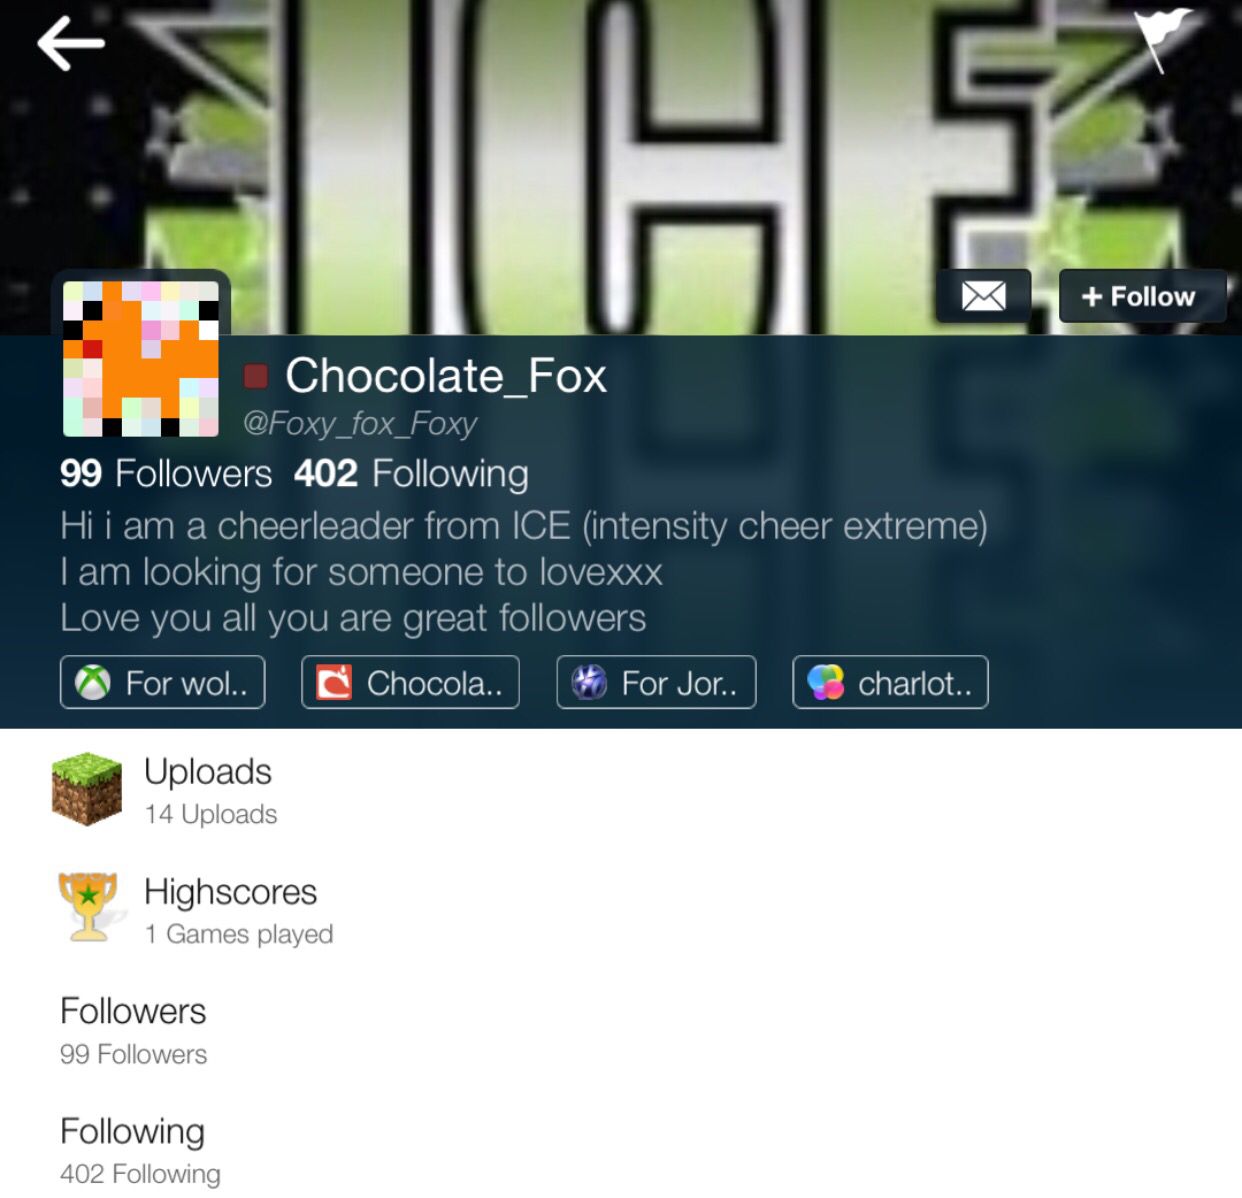 ICE
+ Follow
Chocolate_Fox
@Foxy_fox_Foxy
99 Followers 402 Following
Hi i am a cheerleader from ICE (intensity cheer extreme)
I am looking for someone to lovexxx
Love you all you are great followers
For wol.. Chocola.. For Jor.. charlot..
Uploads
14 Uploads
Highscores
1 Games played
Followers
99 Followers
Following
402 Following